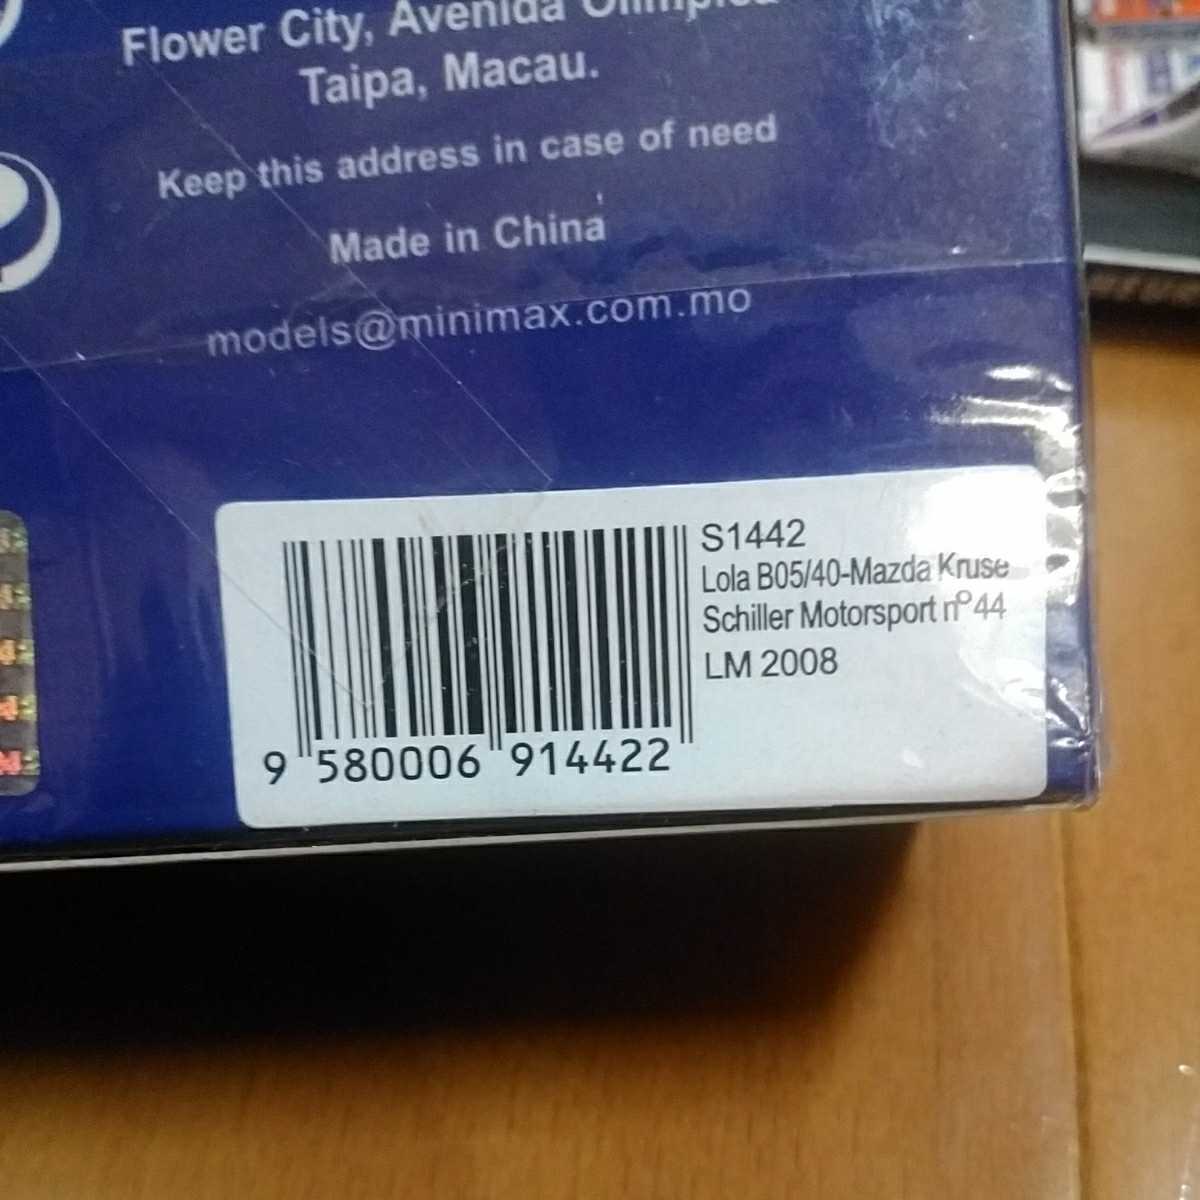 Flower City, Avenida Olimpica
Taipa, Macau.
Keep this address in case of need
Made in China
models@minimax.com.mo
S1442
Lola B05/40-Mazda Kruse
Schiller Motorsport nº44
LM 2008
9 580006 914422